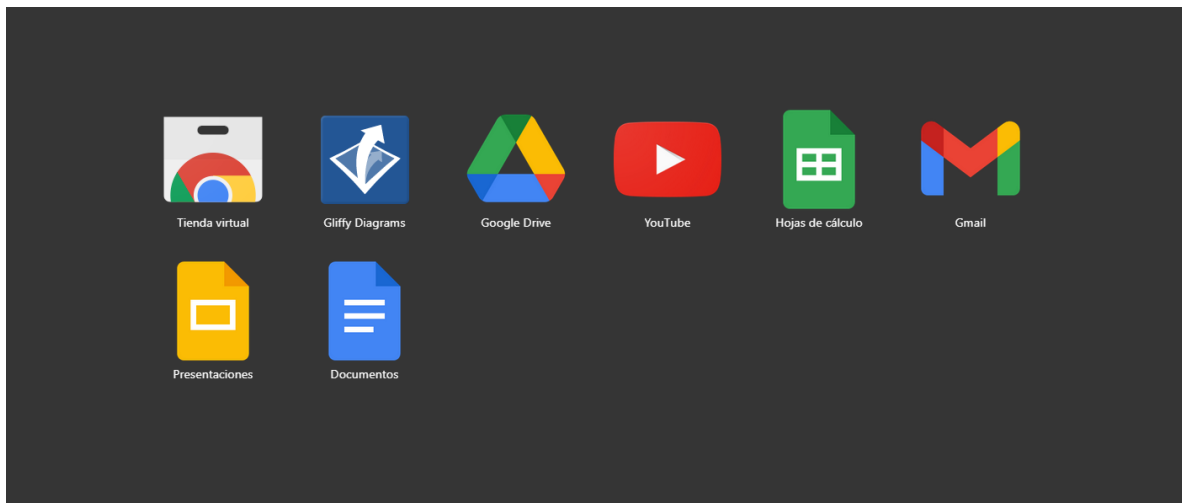 Tienda virtual
Gliffy Diagrams
Google Drive
YouTube
Hojas de cálculo
Gmail
Presentaciones
Documentos